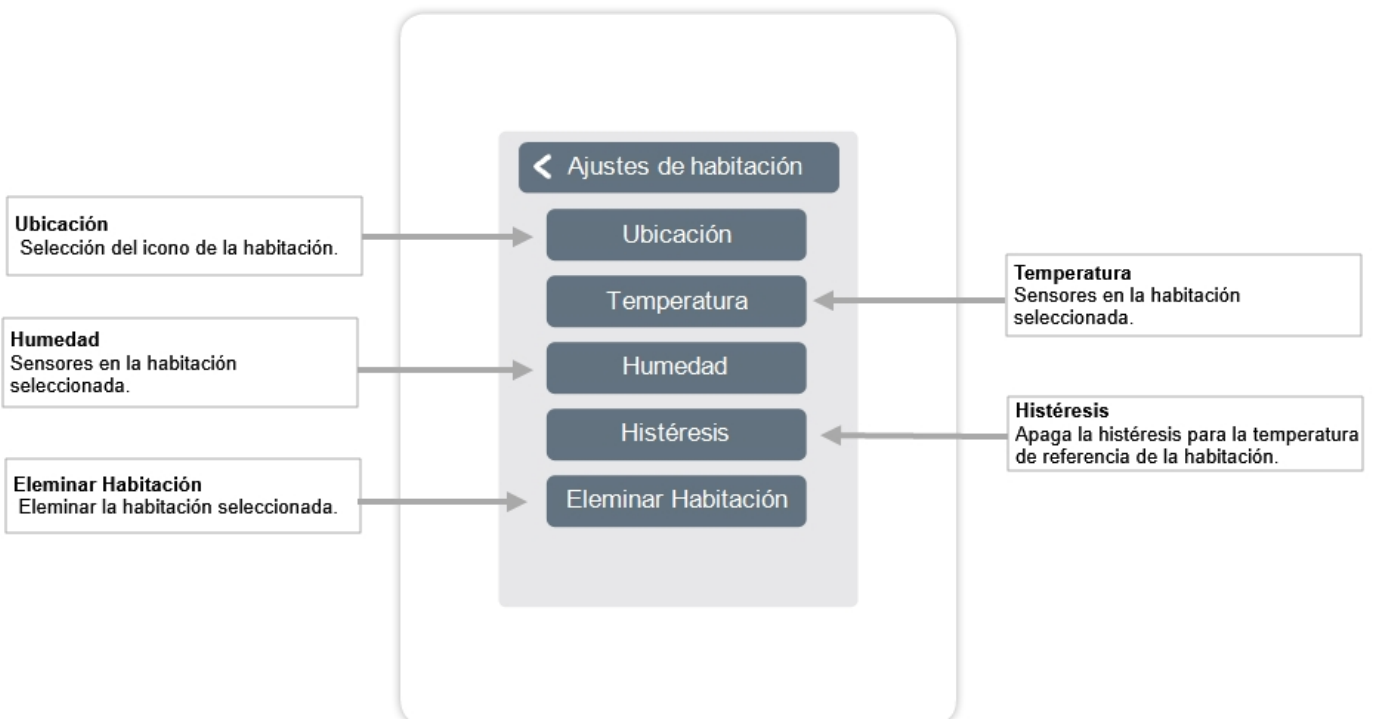 Ajustes de habitación
Ubicación
Temperatura
Humedad
Histéresis
Eleminar Habitación
Ubicación
Selección del icono de la habitación.
Humedad
Sensores en la habitación
seleccionada.
Eleminar Habitación
Eleminar la habitación seleccionada.
Temperatura
Sensores en la habitación
seleccionada.
Histéresis
Apaga la histéresis para la temperatura
de referencia de la habitación.